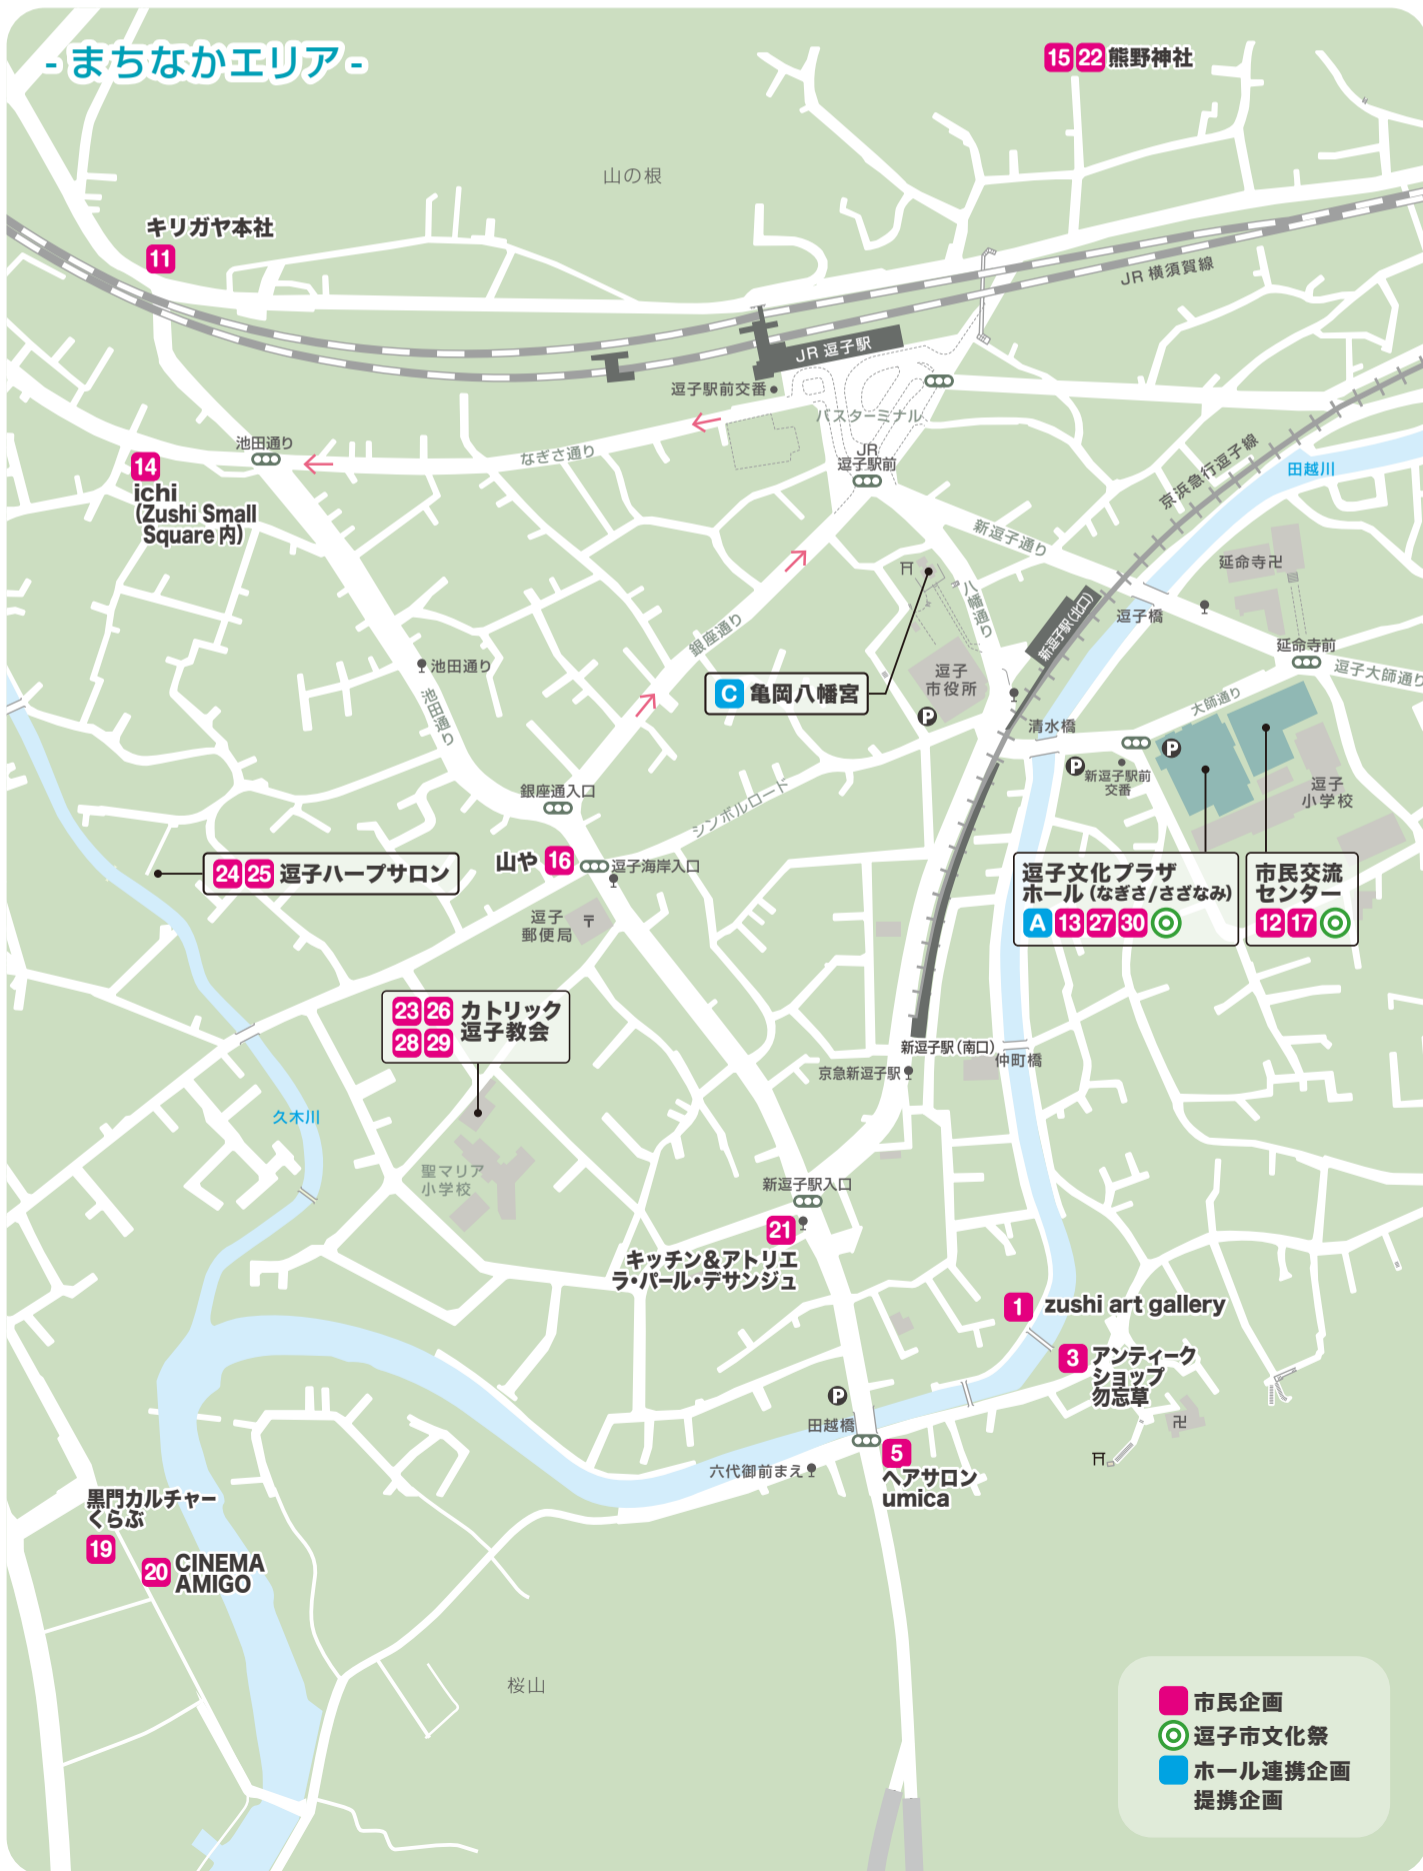 - まちなかエリア -
15 22 熊野神社
山の根
キリガヤ本社
11
JR 横須賀線
JR 逗子駅
逗子駅前交番
バスターミナル
池田通り
なぎさ通り
JR
逗子駅前
14
ichi
(Zushi Small
Square 内)
京浜急行逗子線
田越川
新逗子通り
延命寺卍
八幡通り
新逗子駅(北口)
逗子橋
延命寺前
逗子大師通り
銀座通り
池田通り
池田通り
C 亀岡八幡宮
逗子
市役所
P
大師通り
清水橋
P
P
新逗子駅前
交番
逗子
小学校
銀座通入口
シンボルロード
山や 16
逗子海岸入口
24 25 逗子ハープサロン
逗子
郵便局
〒
逗子文化プラザ
ホール (なぎさ/さざなみ)
A 13 27 30
市民交流
センター
12 17
23 26 カトリック
28 29 逗子教会
新逗子駅(南口)
仲町橋
京急新逗子駅
久木川
聖マリア
小学校
新逗子駅入口
21
キッチン&アトリエ
ラ・パール・デサンジュ
1 zushi art gallery
3 アンティーク
ショップ
勿忘草
P
田越橋
卍
六代御前まえ
5
ヘアサロン
umica
黒門カルチャー
くらぶ
19
20 CINEMA
AMIGO
桜山
市民企画
逗子市文化祭
ホール連携企画
提携企画